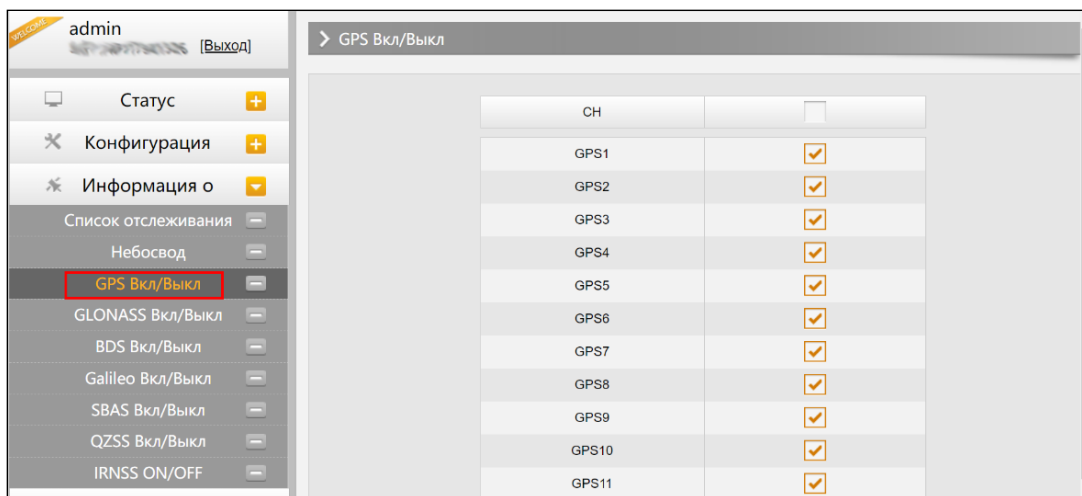 WELCOME
admin
[Выход]
GPS Вкл/Выкл
Статус
Конфигурация
Информация о
Список отслеживания
Небосвод
GPS Вкл/Выкл
GLONASS Вкл/Выкл
BDS Вкл/Выкл
Galileo Вкл/Выкл
SBAS Вкл/Выкл
QZSS Вкл/Выкл
IRNSS ON/OFF
CH
GPS1
GPS2
GPS3
GPS4
GPS5
GPS6
GPS7
GPS8
GPS9
GPS10
GPS11